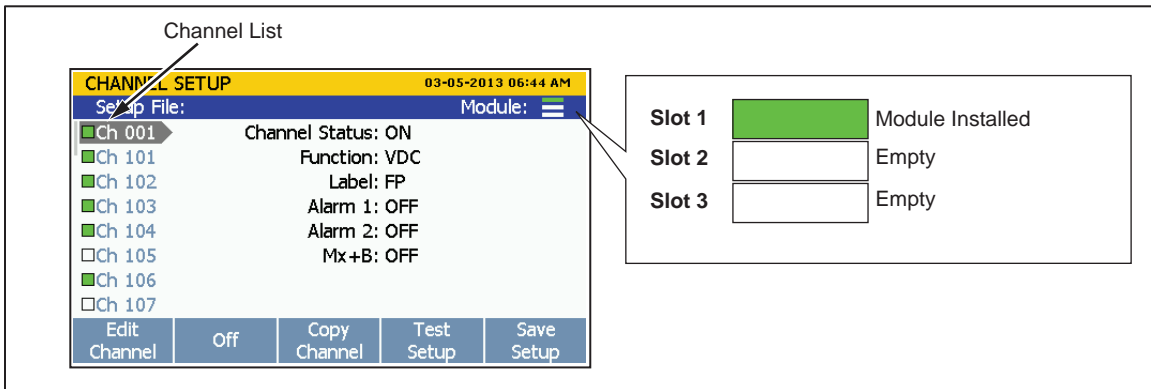 Channel List
CHANNEL SETUP 03-05-2013 06:44 AM
Setup File: Module:
Ch 001 Channel Status: ON
Ch 101 Function: VDC
Ch 102 Label: FP
Ch 103 Alarm 1: OFF
Ch 104 Alarm 2: OFF
Ch 105 Mx+B: OFF
Ch 106
Ch 107
Edit Channel
Off
Copy Channel
Test Setup
Save Setup
Slot 1 Module Installed
Slot 2 Empty
Slot 3 Empty